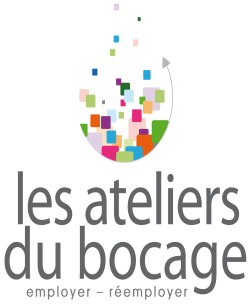 les ateliers
du bocage
employer – réemployer